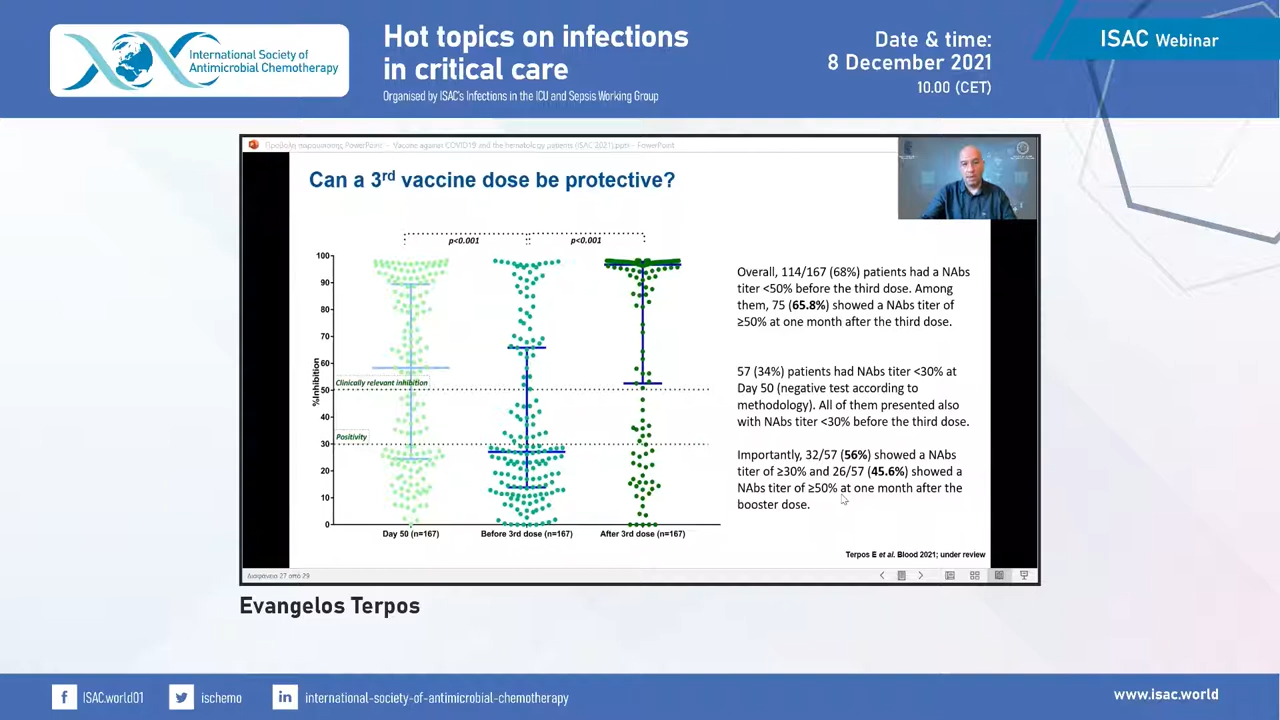 International Society of
Antimicrobial Chemotherapy
Hot topics on infections
in critical care
Organised by ISAC's Infections in the ICU and Sepsis Working Group
Date & time:
8 December 2021
10.00 (CET)
ISAC Webinar
Προβολή παρουσίασης PowerPoint - Vaccine against COVID19 and the hematology patients (ISAC 2021).pptx - PowerPoint
Can a 3rd vaccine dose be protective?
p<0.001
p<0.001
%Inhibition
100
90
80
70
60
50
40
30
20
10
0
Clinically relevant inhibition
Positivity
Day 50 (n=167)
Before 3rd dose (n=167)
After 3rd dose (n=167)
Overall, 114/167 (68%) patients had a NAbs
titer <50% before the third dose. Among
them, 75 (65.8%) showed a NAbs titer of
≥50% at one month after the third dose.
57 (34%) patients had NAbs titer <30% at
Day 50 (negative test according to
methodology). All of them presented also
with NAbs titer <30% before the third dose.
Importantly, 32/57 (56%) showed a NAbs
titer of ≥30% and 26/57 (45.6%) showed a
NAbs titer of ≥50% at one month after the
booster dose.
Terpos E et al. Blood 2021; under review
Διαφάνεια 27 από 29
Evangelos Terpos
ISAC.world01
ischemo
international-society-of-antimicrobial-chemotherapy
www.isac.world